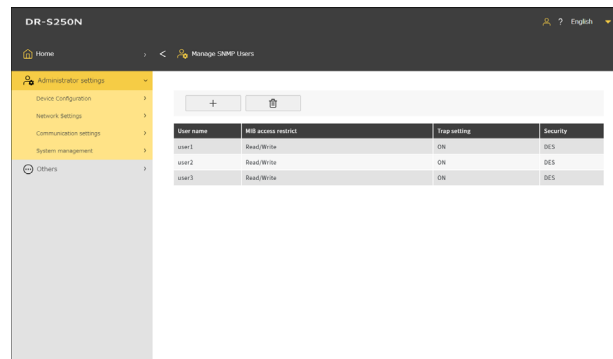 DR-S250N
? English
Home
< Manage SNMP Users
Administrator settings
Device Configuration
Network Settings
Communication settings
System management
Others
+
User name MIB access restrict Trap setting Security
user1 Read/Write ON DES
user2 Read/Write ON DES
user3 Read/Write ON DES